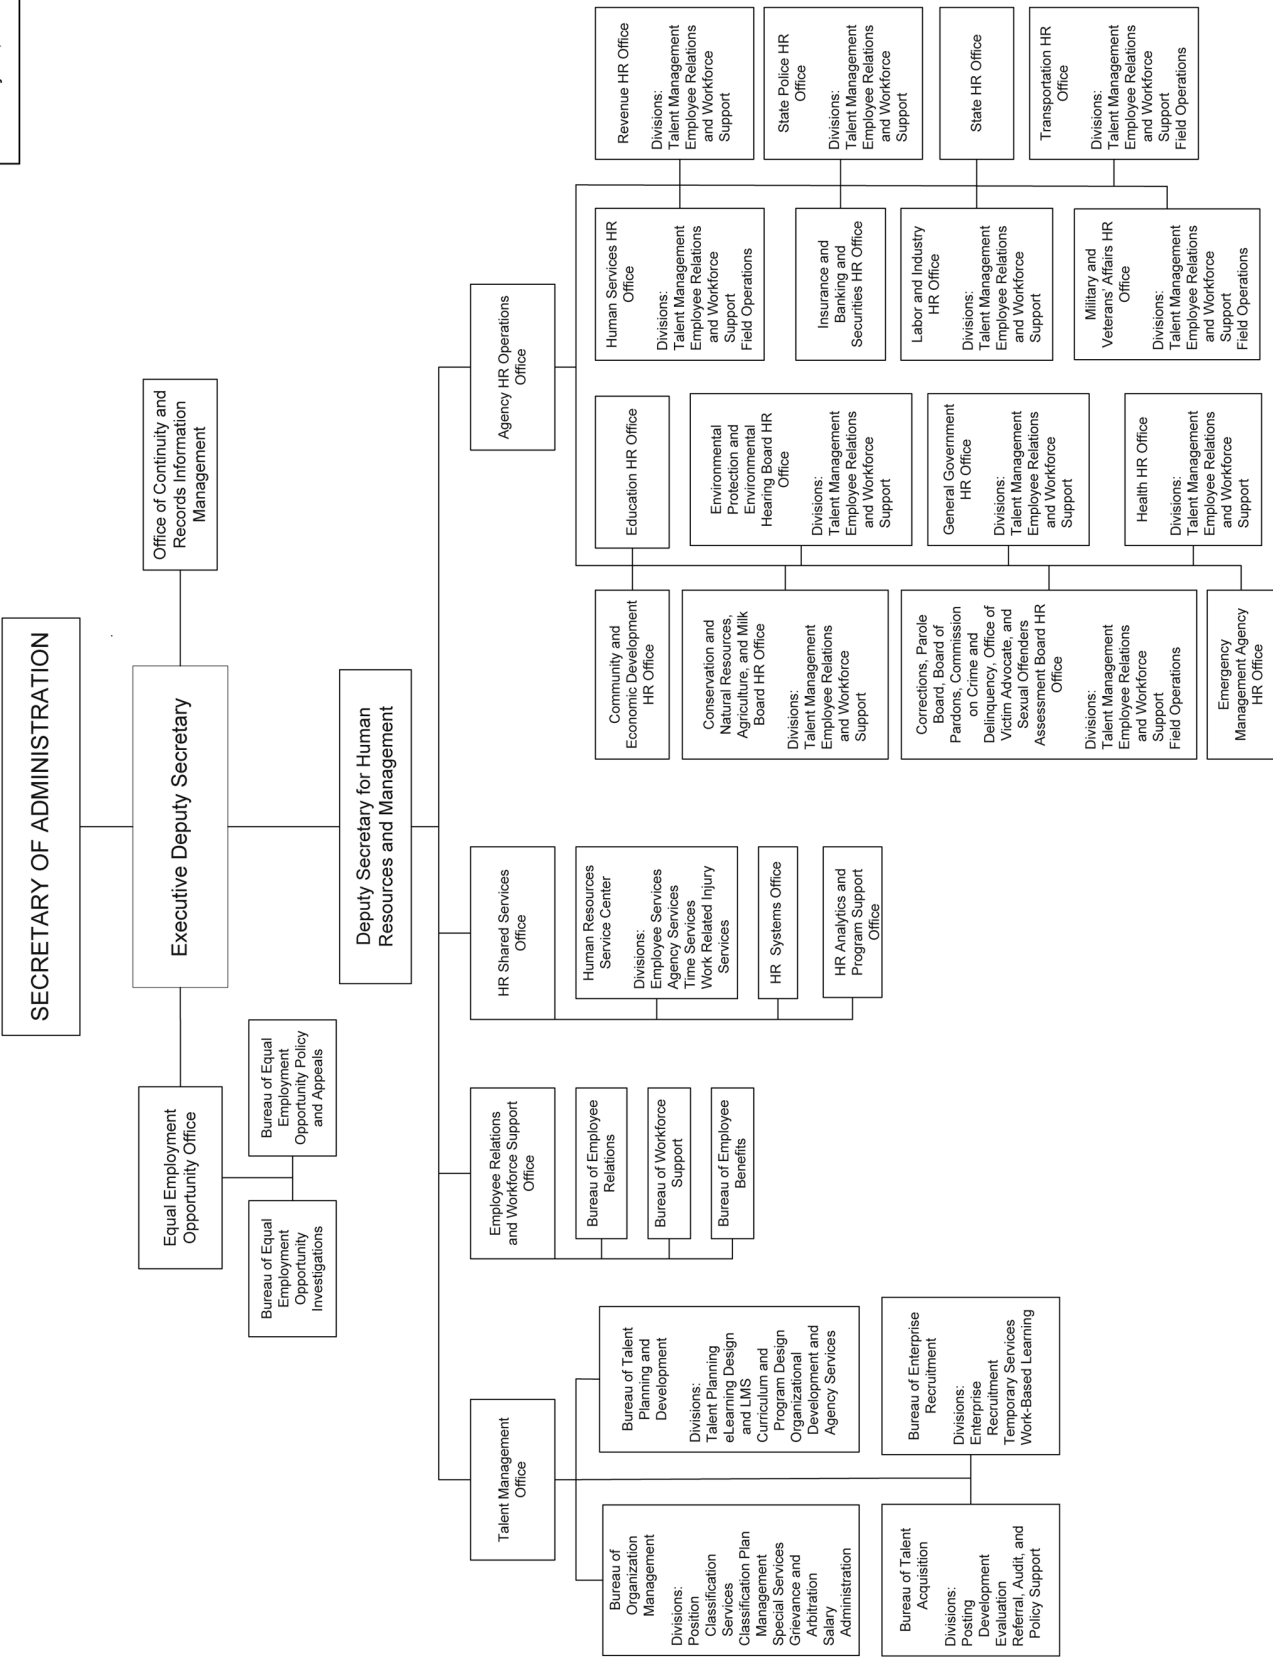 SECRETARY OF ADMINISTRATION
Executive Deputy Secretary
Equal Employment
Opportunity Office
Office of Continuity and
Records Information
Management
Bureau of Equal
Employment
Opportunity
Investigations
Bureau of Equal
Employment
Opportunity Policy
and Appeals
Deputy Secretary for Human
Resources and Management
Talent Management
Office
Employee Relations
and Workforce Support
Office
HR Shared Services
Office
Agency HR Operations
Office
Bureau of
Organization
Management
Divisions:
Position
Classification
Services
Classification Plan
Management
Special Services
Grievance and
Arbitration
Salary
Administration
Bureau of Talent
Planning and
Development
Divisions:
Talent Planning
eLearning Design
and LMS
Curriculum and
Program Design
Organizational
Development and
Agency Services
Bureau of Talent
Acquisition
Divisions:
Posting
Development
Evaluation
Referral, Audit, and
Policy Support
Bureau of Enterprise
Recruitment
Divisions:
Enterprise
Recruitment
Temporary Services
Work-Based Learning
Bureau of Employee
Relations
Bureau of Workforce
Support
Bureau of Employee
Benefits
Human Resources
Service Center
Divisions:
Employee Services
Agency Services
Time Services
Work Related Injury
Services
HR Systems Office
HR Analytics and
Program Support
Office
Community and
Economic Development
HR Office
Education HR Office
Conservation and
Natural Resources,
Agriculture, and Milk
Board HR Office
Divisions:
Talent Management
Employee Relations
and Workforce
Support
Environmental
Protection and
Environmental
Hearing Board HR
Office
Divisions:
Talent Management
Employee Relations
and Workforce
Support
Corrections, Parole
Board, Board of
Pardons, Commission
on Crime and
Delinquency, Office of
Victim Advocate, and
Sexual Offenders
Assessment Board HR
Office
Divisions:
Talent Management
Employee Relations
and Workforce
Support
Field Operations
General Government
HR Office
Divisions:
Talent Management
Employee Relations
and Workforce
Support
Emergency
Management Agency
HR Office
Health HR Office
Divisions:
Talent Management
Employee Relations
and Workforce
Support
Human Services HR
Office
Divisions:
Talent Management
Employee Relations
and Workforce
Support
Field Operations
Revenue HR Office
Divisions:
Talent Management
Employee Relations
and Workforce
Support
Insurance and
Banking and
Securities HR Office
State Police HR
Office
Divisions:
Talent Management
Employee Relations
and Workforce
Support
Labor and Industry
HR Office
Divisions:
Talent Management
Employee Relations
and Workforce
Support
State HR Office
Military and
Veterans' Affairs HR
Office
Divisions:
Talent Management
Employee Relations
and Workforce
Support
Field Operations
Transportation HR
Office
Divisions:
Talent Management
Employee Relations
and Workforce
Support
Field Operations